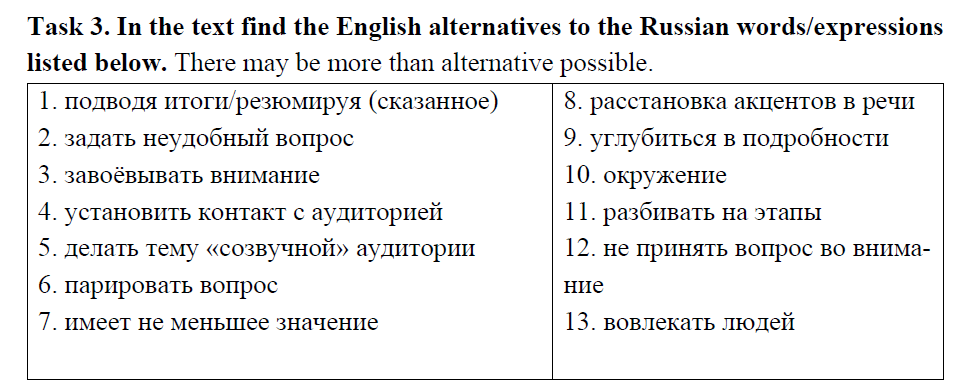 Task 3. In the text find the English alternatives to the Russian words/expressions
listed below. There may be more than alternative possible.
1. подводя итоги/резюмируя (сказанное)
2. задать неудобный вопрос
3. завоёвывать внимание
4. установить контакт с аудиторией
5. делать тему «созвучной» аудитории
6. парировать вопрос
7. имеет не меньшее значение
8. расстановка акцентов в речи
9. углубиться в подробности
10. окружение
11. разбивать на этапы
12. не принять вопрос во внима-
ние
13. вовлекать людей